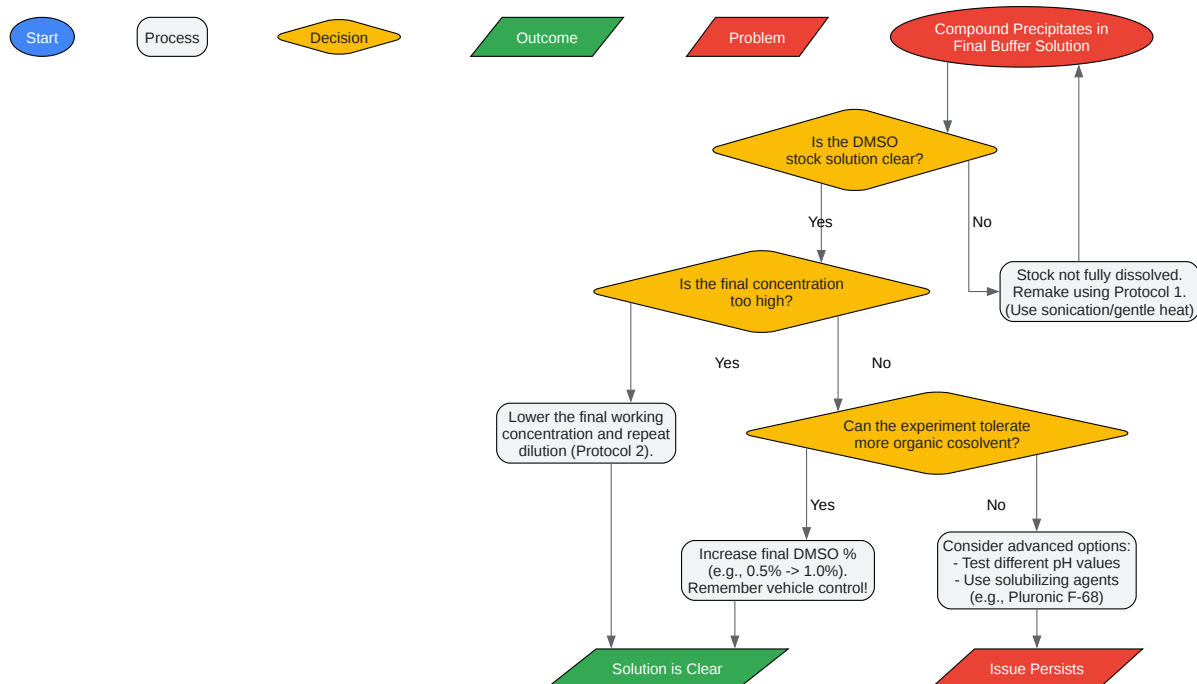 Start
Process
Decision
Outcome
Problem
Compound Precipitates in
Final Buffer Solution
Is the DMSO
stock solution clear?
Yes
No
Stock not fully dissolved.
Remake using Protocol 1.
(Use sonication/gentle heat)
Is the final concentration
too high?
Yes
No
Lower the final working
concentration and repeat
dilution (Protocol 2).
Can the experiment tolerate
more organic cosolvent?
Yes
No
Increase final DMSO %
(e.g., 0.5% -> 1.0%).
Remember vehicle control!
Consider advanced options:
- Test different pH values
- Use solubilizing agents
(e.g., Pluronic F-68)
Solution is Clear
Issue Persists